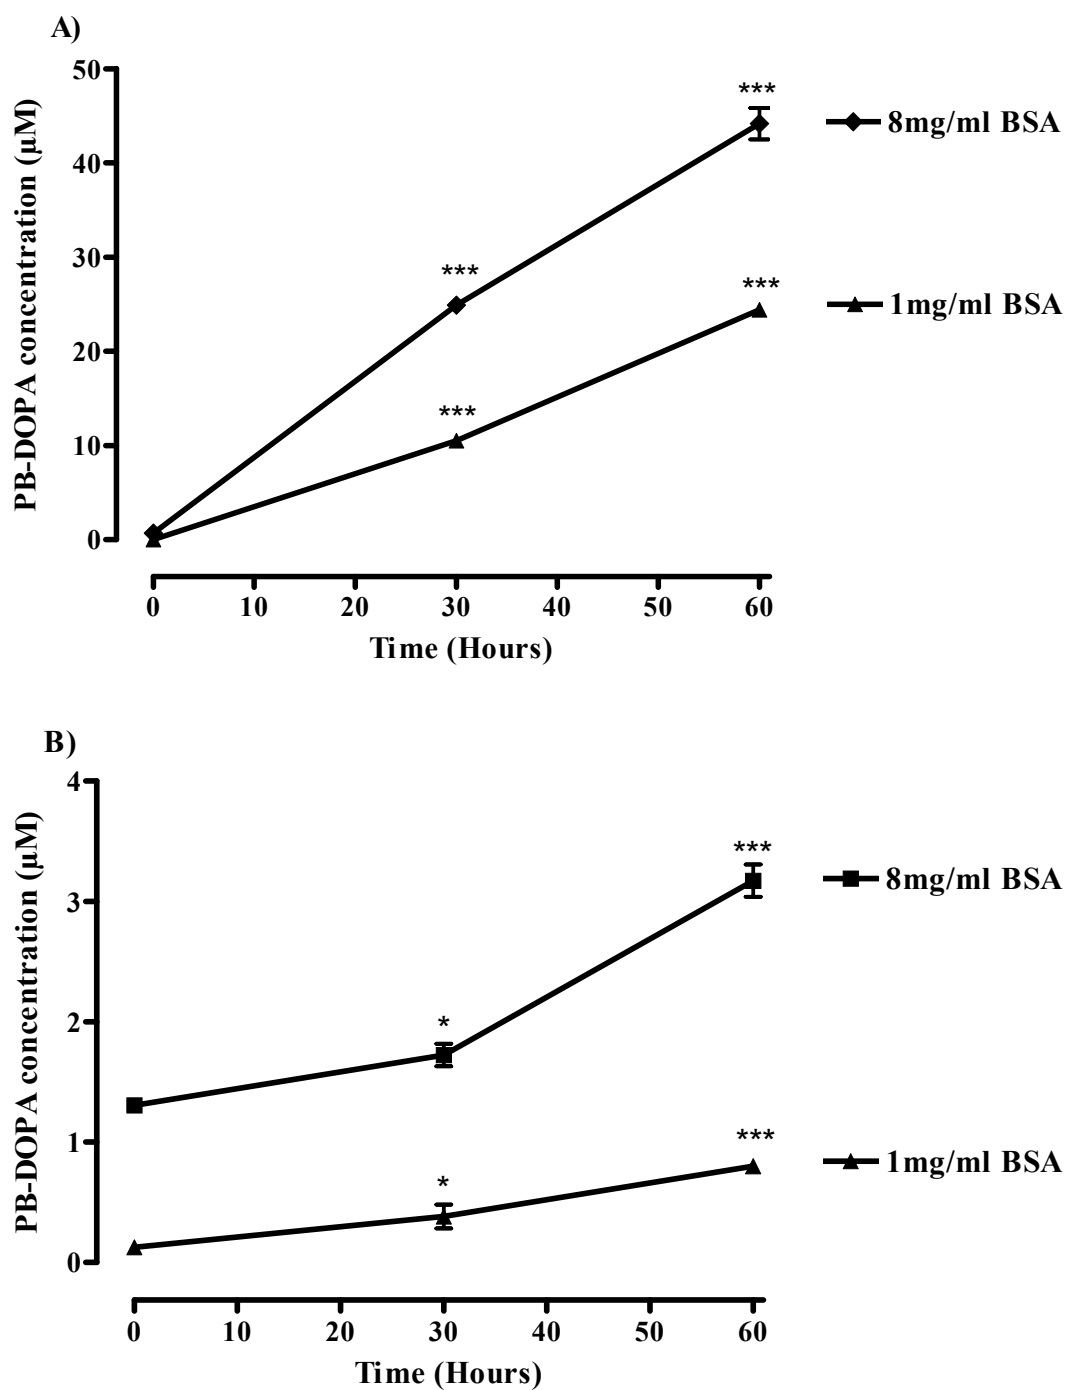 A)
50
40
30
20
10
0
PB-DOPA concentration (µM)
***
***
***
***
8mg/ml BSA
1mg/ml BSA
0 10 20 30 40 50 60
Time (Hours)
B)
4
3
2
1
0
PB-DOPA concentration (µM)
***
*
***
*
8mg/ml BSA
1mg/ml BSA
0 10 20 30 40 50 60
Time (Hours)